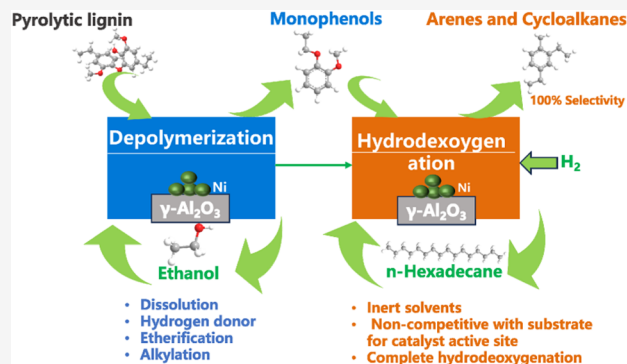 Pyrolytic lignin
Monophenols
Arenes and Cycloalkanes
100% Selectivity
Depolymerization
Ni
γ-Al₂O₃
Hydrodexoygen
ation
Ni
γ-Al₂O₃
H₂
Ethanol
n-Hexadecane
• Dissolution
• Hydrogen donor
• Etherification
• Alkylation
• Inert solvents
• Non-competitive with substrate
for catalyst active site
• Complete hydrodeoxygenation